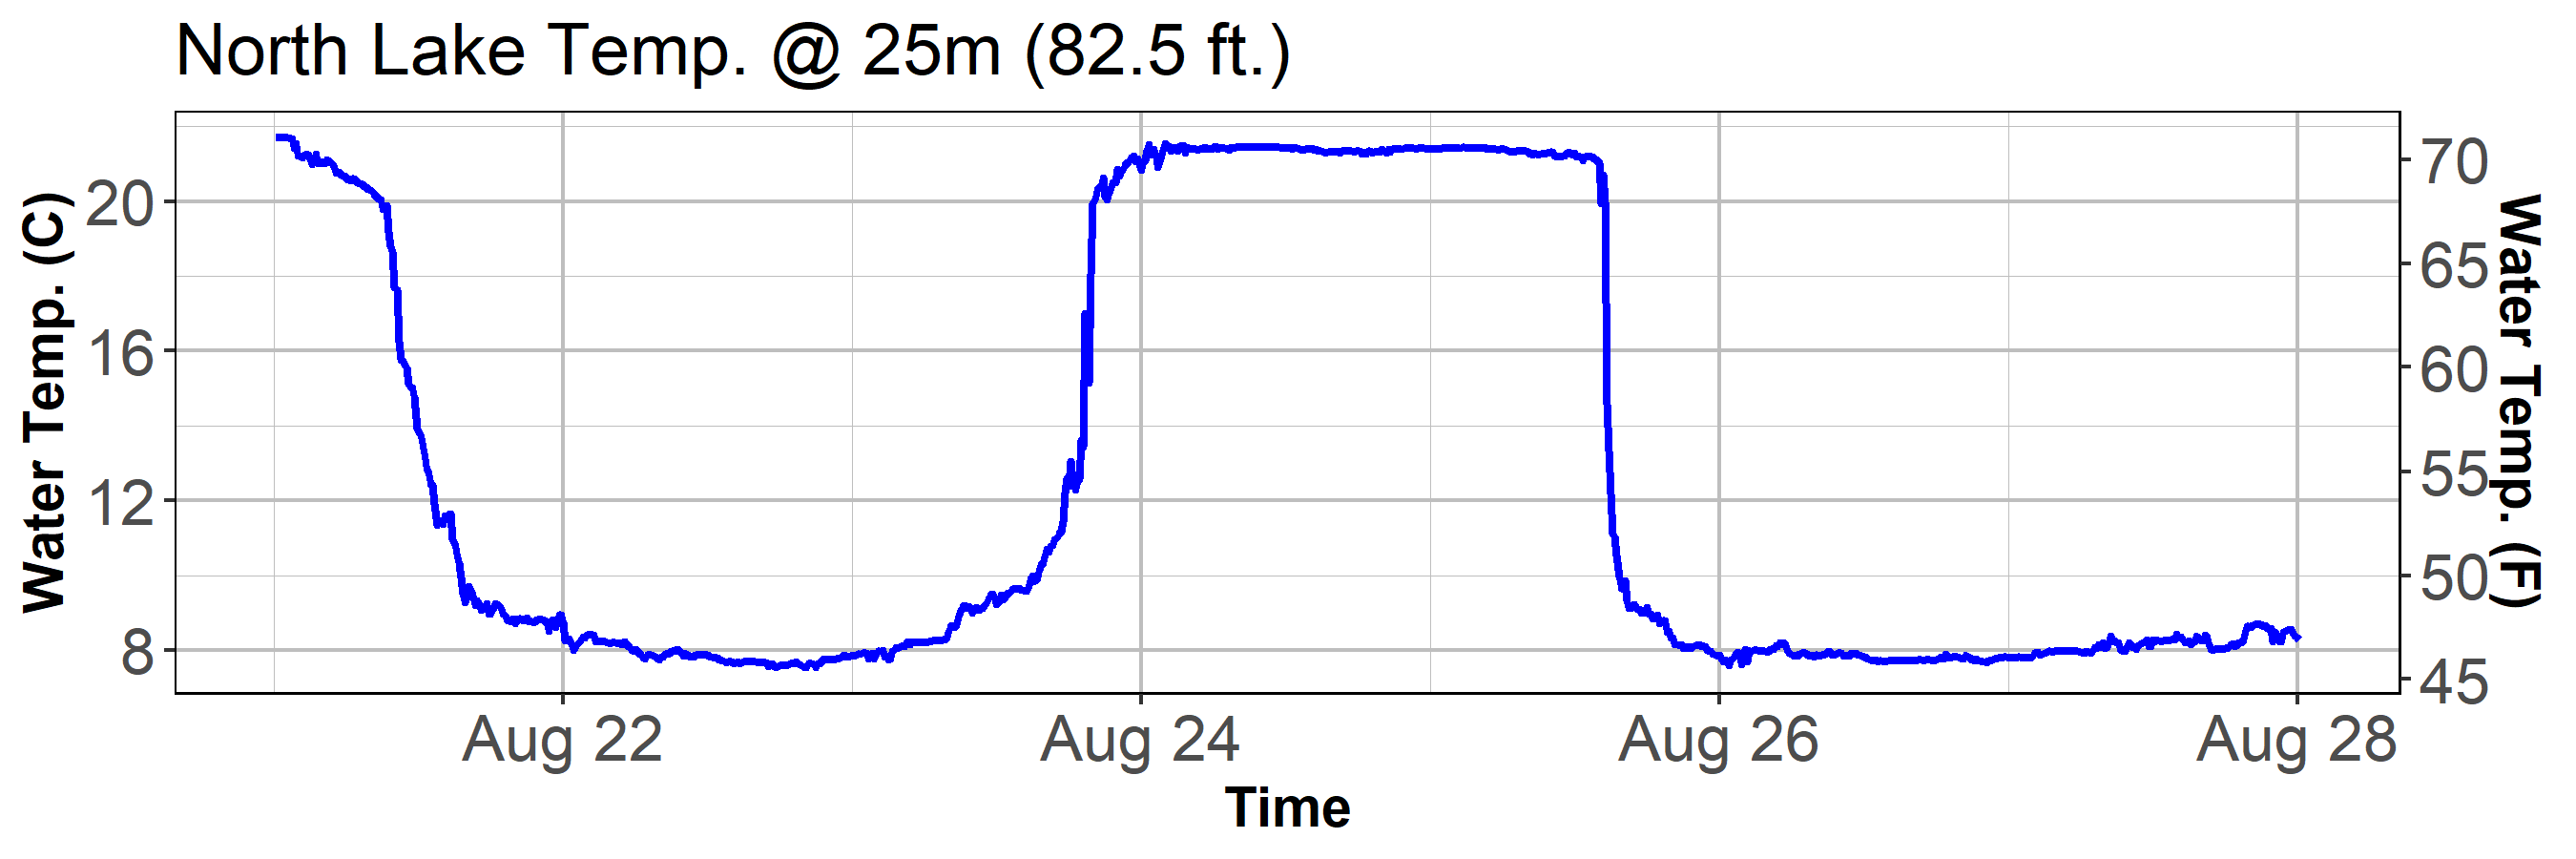 North Lake Temp. @ 25m (82.5 ft.)
Water Temp. (C)
20
16
12
8
70
65
60
55
50
45
Water Temp. (F)
Aug 22 Aug 24 Aug 26 Aug 28
Time